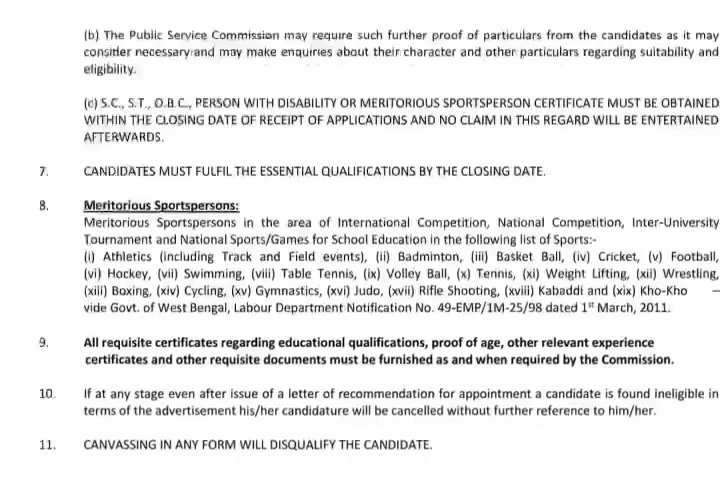 (b) The Public Service Commission may require such further proof of particulars from the candidates as it may
consider necessary and may make enquiries about their character and other particulars regarding suitability and
eligibility.
(c) S.C., S.T., O.B.C., PERSON WITH DISABILITY OR MERITORIOUS SPORTSPERSON CERTIFICATE MUST BE OBTAINED
WITHIN THE CLOSING DATE OF RECEIPT OF APPLICATIONS AND NO CLAIM IN THIS REGARD WILL BE ENTERTAINED
AFTERWARDS.
7. CANDIDATES MUST FULFIL THE ESSENTIAL QUALIFICATIONS BY THE CLOSING DATE.
8. Meritorious Sportspersons:
Meritorious Sportspersons in the area of International Competition, National Competition, Inter-University
Tournament and National Sports/Games for School Education in the following list of Sports:-
(i) Athletics (including Track and Field events), (ii) Badminton, (iii) Basket Ball, (iv) Cricket, (v) Football,
(vi) Hockey, (vii) Swimming, (viii) Table Tennis, (ix) Volley Ball, (x) Tennis, (xi) Weight Lifting, (xii) Wrestling,
(xiii) Boxing, (xiv) Cycling, (xv) Gymnastics, (xvi) Judo, (xvii) Rifle Shooting, (xviii) Kabaddi and (xix) Kho-Kho –
vide Govt. of West Bengal, Labour Department Notification No. 49-EMP/1M-25/98 dated 1st March, 2011.
9. All requisite certificates regarding educational qualifications, proof of age, other relevant experience
certificates and other requisite documents must be furnished as and when required by the Commission.
10. If at any stage even after issue of a letter of recommendation for appointment a candidate is found ineligible in
terms of the advertisement his/her candidature will be cancelled without further reference to him/her.
11. CANVASSING IN ANY FORM WILL DISQUALIFY THE CANDIDATE.